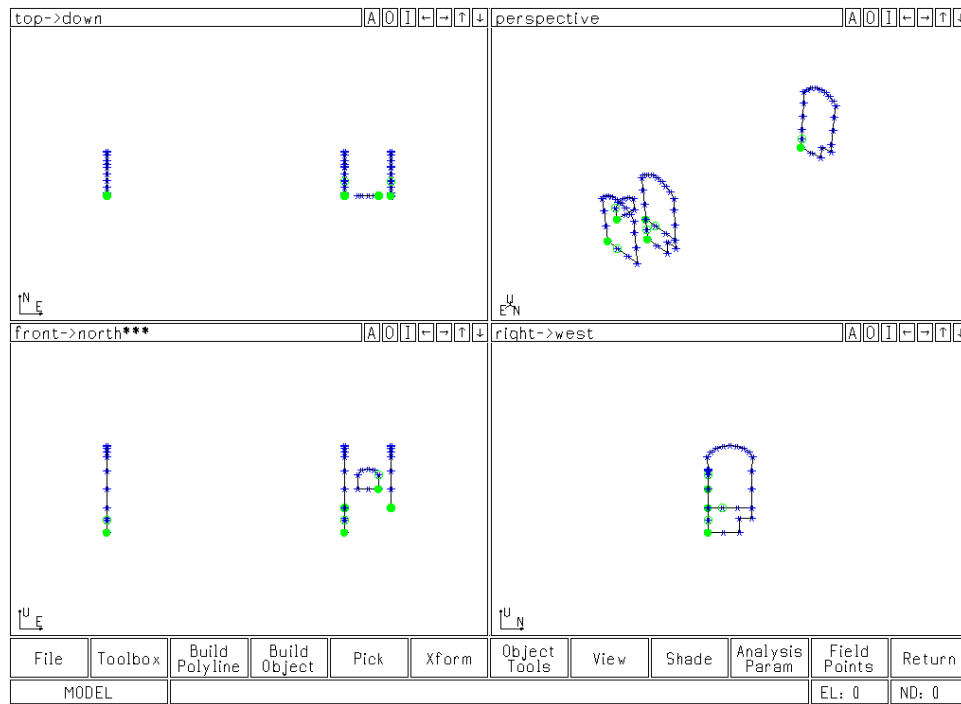 top->down A O I ← → ↑ ↓ perspective A O I ← → ↑ ↓
N
E
U
E N
front->north*** A O I ← → ↑ ↓ right->west A O I ← → ↑ ↓
U
E
U
N
File Toolbox Build Polyline Build Object Pick Xform Object Tools View Shade Analysis Param Field Points Return
MODEL EL: 0 ND: 0